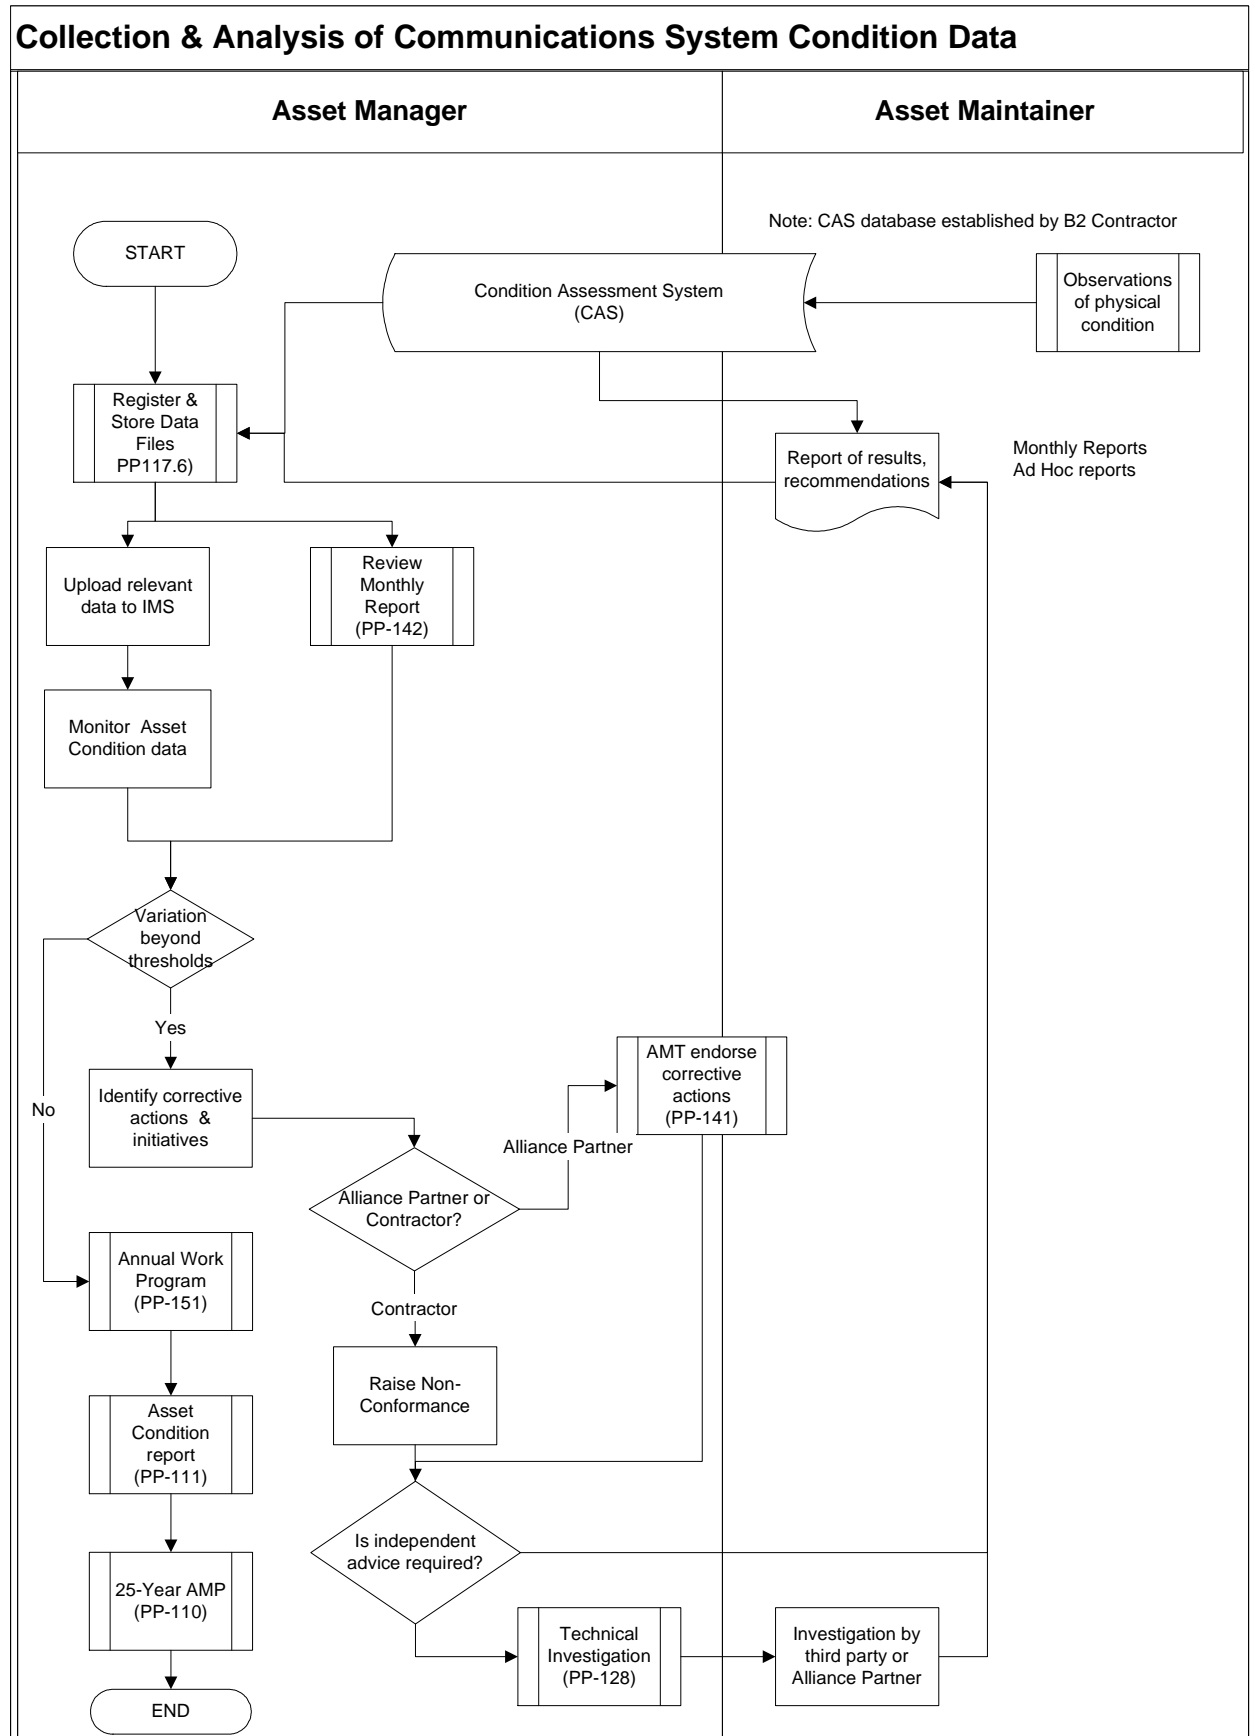 Collection & Analysis of Communications System Condition Data
Asset Manager
Asset Maintainer
Note: CAS database established by B2 Contractor
START
Condition Assessment System
(CAS)
Observations
of physical
condition
Register &
Store Data
Files
PP117.6)
Report of results,
recommendations
Monthly Reports
Ad Hoc reports
Upload relevant
data to IMS
Review
Monthly
Report
(PP-142)
Monitor  Asset
Condition data
Variation
beyond
thresholds
Yes
No
Identify corrective
actions  &
initiatives
AMT endorse
corrective
actions
(PP-141)
Alliance Partner
Alliance Partner or
Contractor?
Annual Work
Program
(PP-151)
Contractor
Raise Non-
Conformance
Asset
Condition
report
(PP-111)
Is independent
advice required?
25-Year AMP
(PP-110)
Technical
Investigation
(PP-128)
Investigation by
third party or
Alliance Partner
END